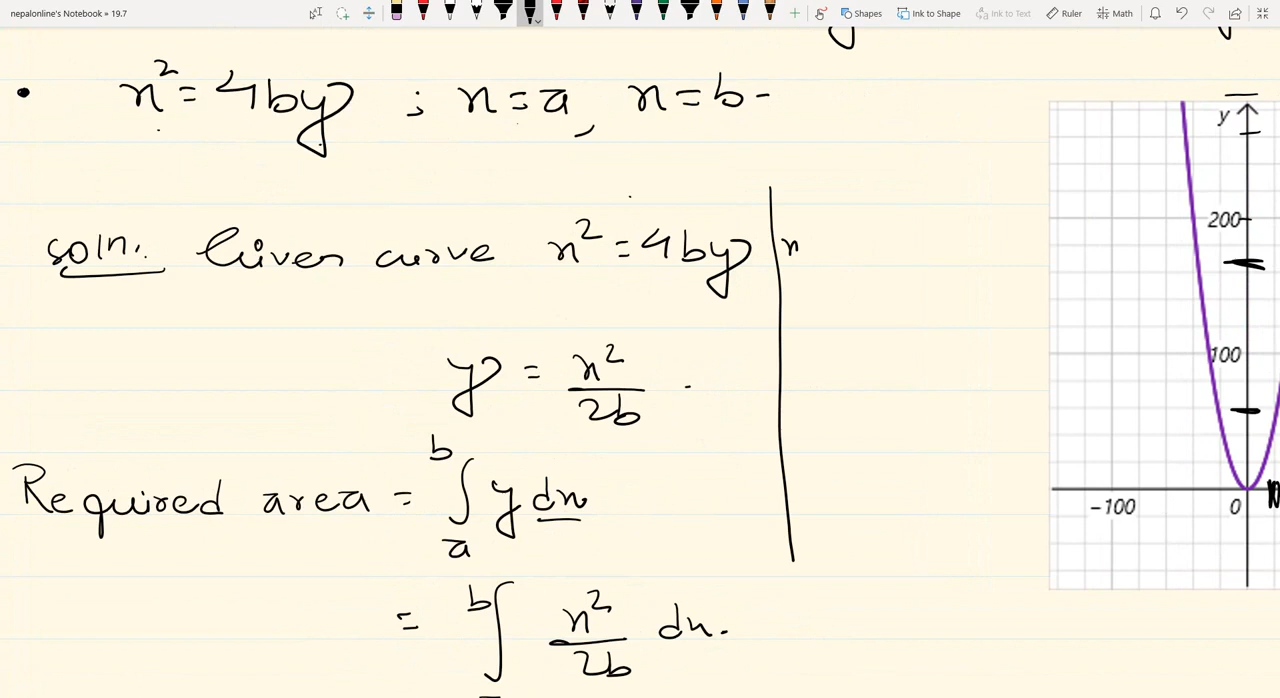 nepalonline's Notebook » 19.7
Shapes Ink to Shape Ink to Text Ruler Math
• x² = 4by ; x = a, x = b -
soln. Given curve x² = 4by | x
y = x²/2b
Required area = ∫ₐᵇ y dx
= ∫ₐᵇ x²/2b dx.
y
200
100
-100 0